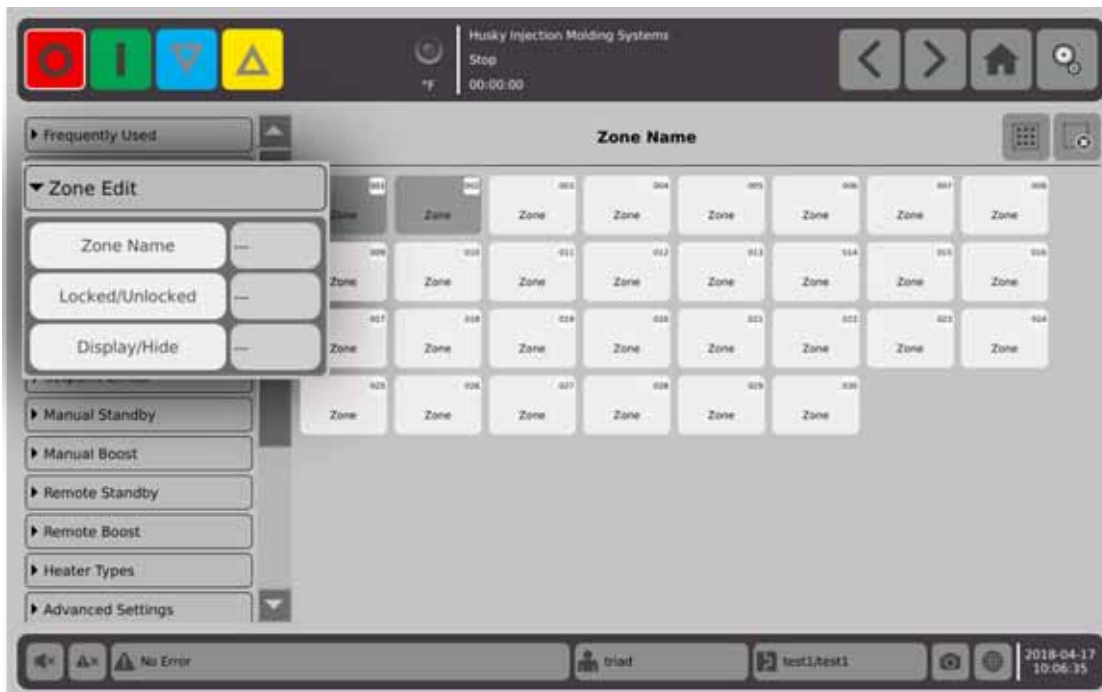 Husky Injection Molding Systems
Stop
°F 00:00:00
Frequently Used
Zone Name
Zone Edit
Zone Name ---
Locked/Unlocked ---
Display/Hide ---
Manual Standby
Manual Boost
Remote Standby
Remote Boost
Heater Types
Advanced Settings
001 002 003 004 005 006 007 008
Zone Zone Zone Zone Zone Zone Zone Zone
009 010 011 012 013 014 015 016
Zone Zone Zone Zone Zone Zone Zone Zone
017 018 019 020 021 022 023 024
Zone Zone Zone Zone Zone Zone Zone Zone
025 026 027 028 029 030
Zone Zone Zone Zone Zone Zone
No Error
triad
test1/test1
2018-04-17
10:06:35